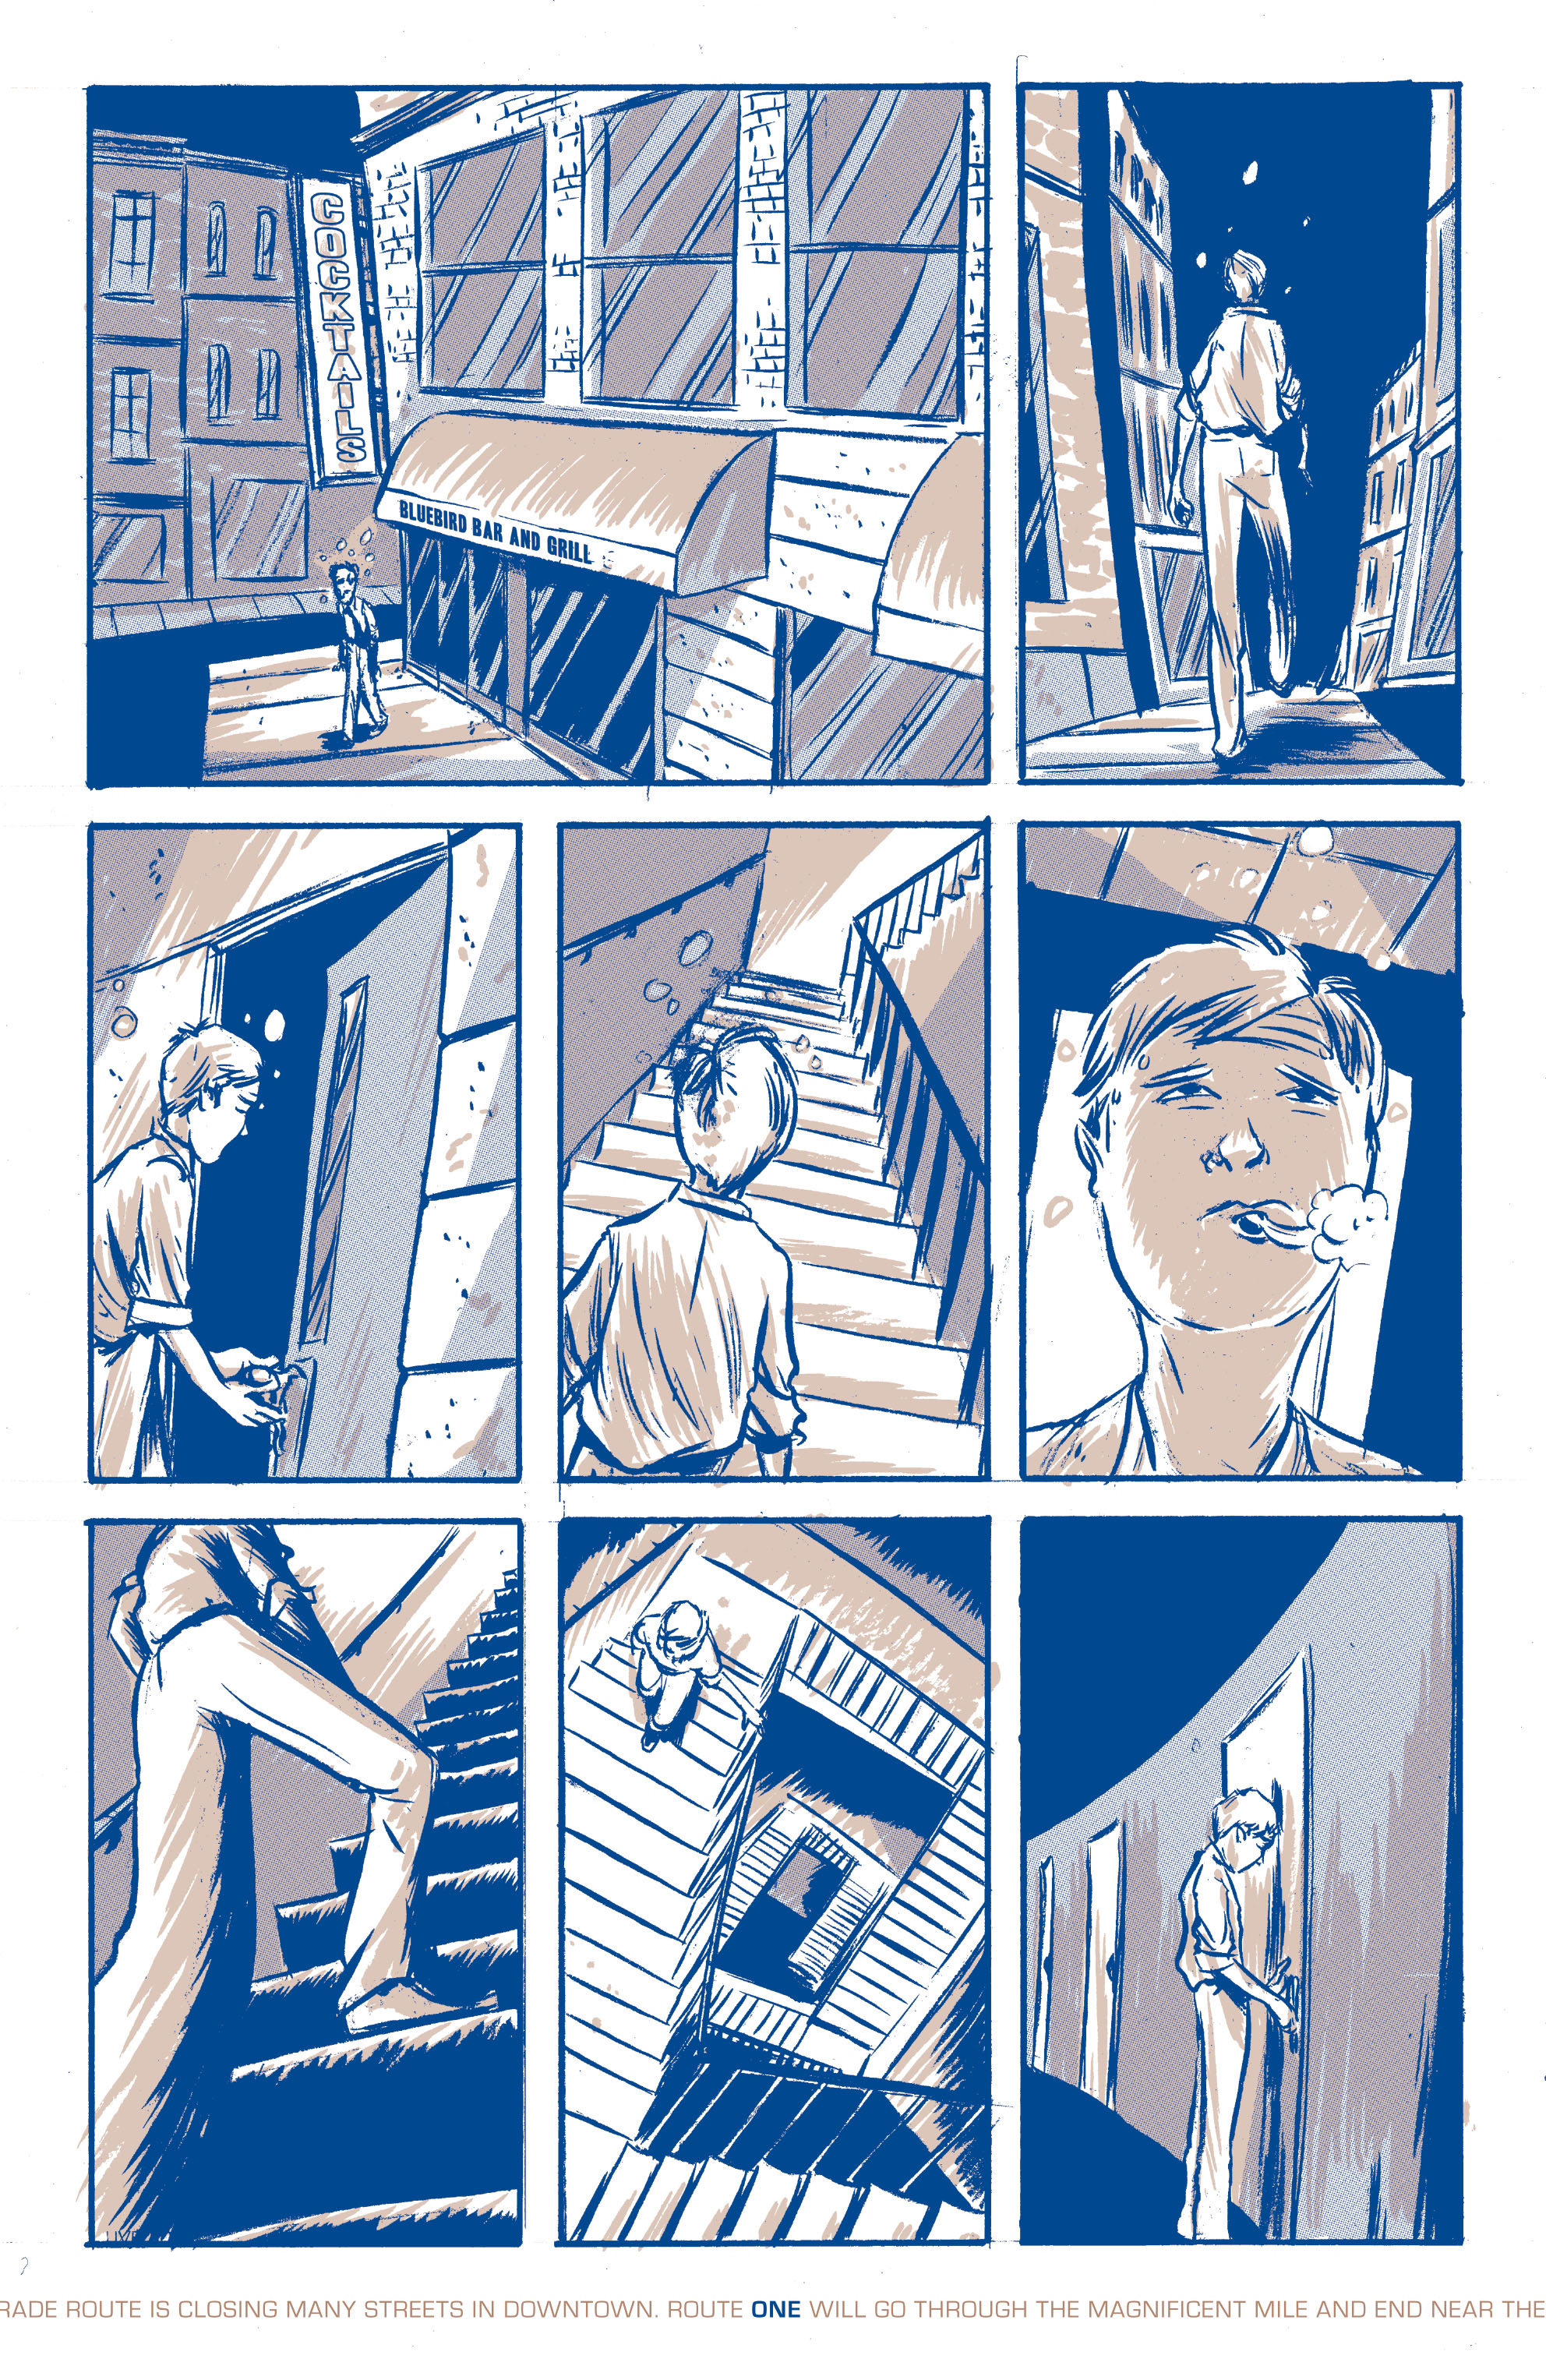 COCKTAILS
BLUEBIRD BAR AND GRILL
RADE ROUTE IS CLOSING MANY STREETS IN DOWNTOWN. ROUTE ONE WILL GO THROUGH THE MAGNIFICENT MILE AND END NEAR THE